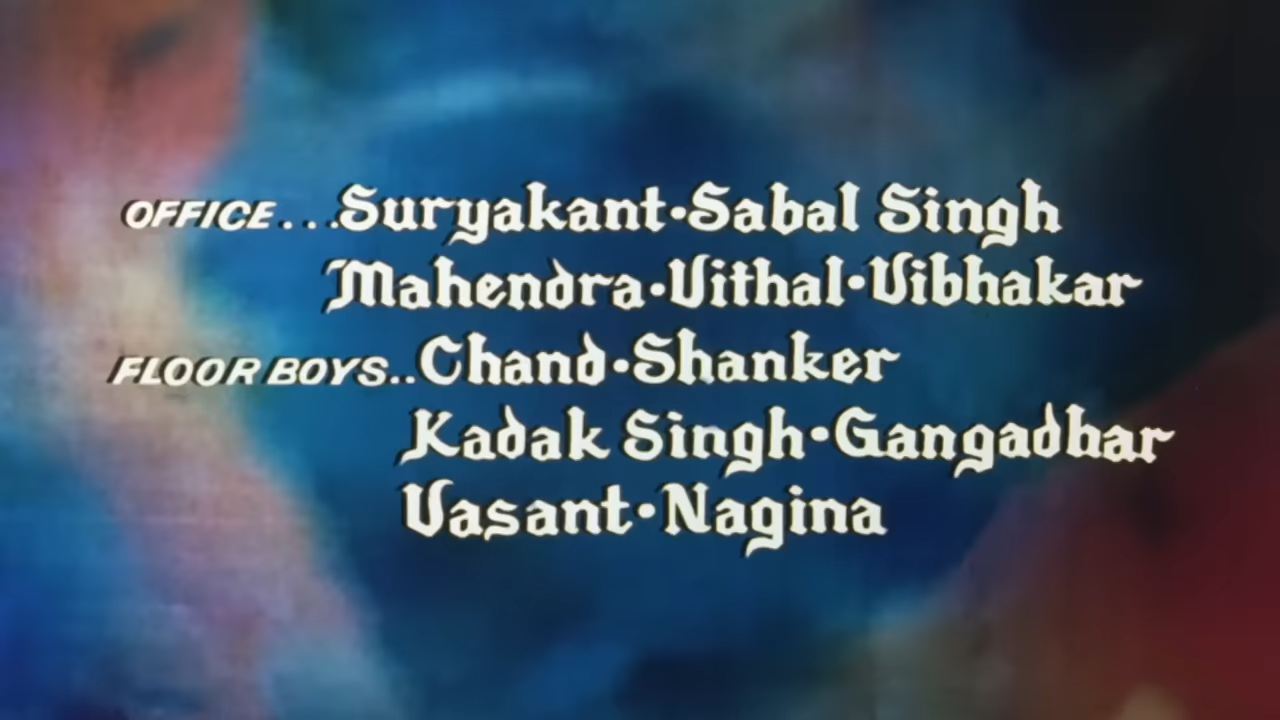 OFFICE...Suryakant•Sabal Singh
Mahendra•Vithal•Vibhakar
FLOOR BOYS..Chand•Shanker
Kadak Singh•Gangadhar
Vasant•Nagina